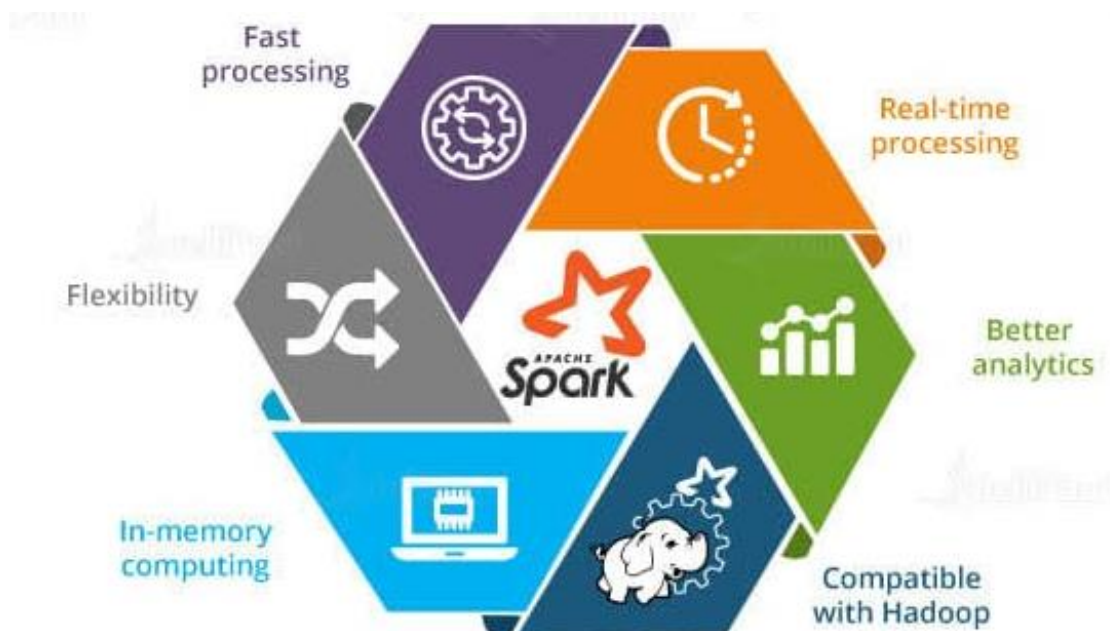 Fast
processing
Real-time
processing
Flexibility
APACHE
Spark
Better
analytics
In-memory
computing
Compatible
with Hadoop